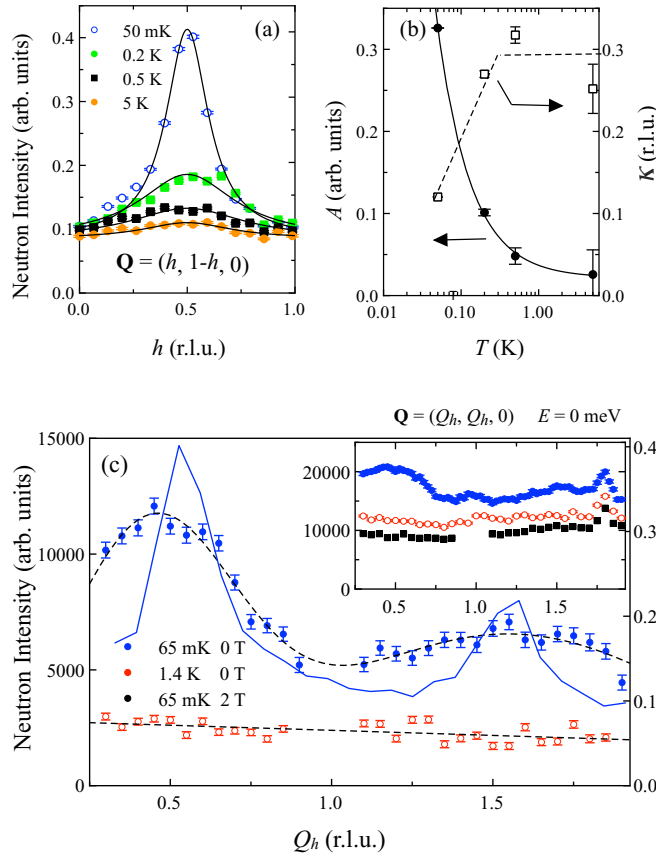 (a)
50 mK
0.2 K
0.5 K
5 K
Q = (h, 1-h, 0)
Neutron Intensity (arb. units)
0.4
0.3
0.2
0.1
0.0
0.0
0.5
1.0
h (r.l.u.)
(b)
A (arb. units)
0.3
0.2
0.1
0.0
0.01
0.10
1.00
T (K)
0.3
0.2
0.1
0.0
K (r.l.u.)
Q = (Qh, Qh, 0) E = 0 meV
(c)
Neutron Intensity (arb. units)
15000
10000
5000
0
65 mK 0 T
1.4 K 0 T
65 mK 2 T
0.5
1.0
1.5
Qh (r.l.u.)
20000
10000
0
0.5
1.0
1.5
0.4
0.3
0.2
0.1
0.0